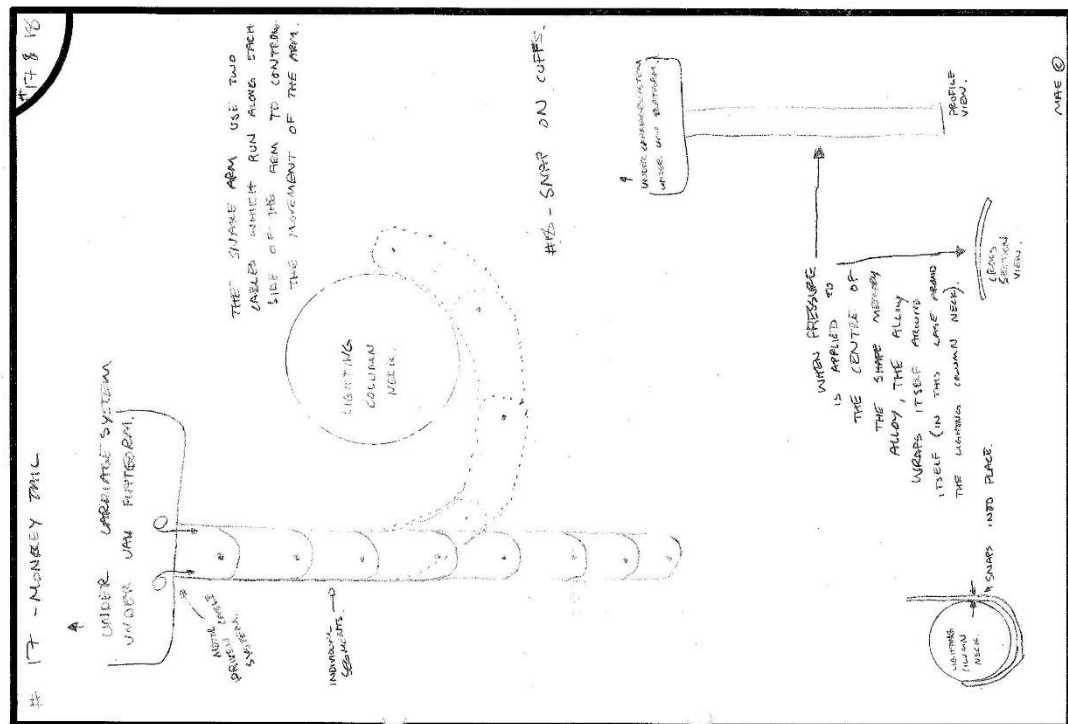 #17 & 18
# 17 - MONKEY TAIL
UNDER CARRIAGE SYSTEM
UNDER UAV PLATFORM.
MOTOR CABLE
DRIVEN
SYSTEM
INDIVIDUAL
SEGMENTS.
LIGHTING
COLUMN
NECK.
THE SNAKE ARM USE TWO
CABLES WHICH RUN ALONG EACH
SIDE OF THE ARM TO CONTROL
THE MOVEMENT OF THE ARM.
#18 - SNAP ON CUFFS.
UNDER CARRIAGE SYSTEM
UNDER UAV PLATFORM.
PROFILE
VIEW.
WHEN PRESSURE
IS APPLIED TO
THE CENTRE OF
THE SHAPE MEMORY
ALLOY, THE ALLOY
WRAPS ITSELF AROUND
ITSELF (IN THIS CASE AROUND
THE LIGHTING COLUMN NECK).
CROSS
SECTION
VIEW.
LIGHTING
COLUMN
NECK.
SNAPS INTO PLACE.
MAE ©